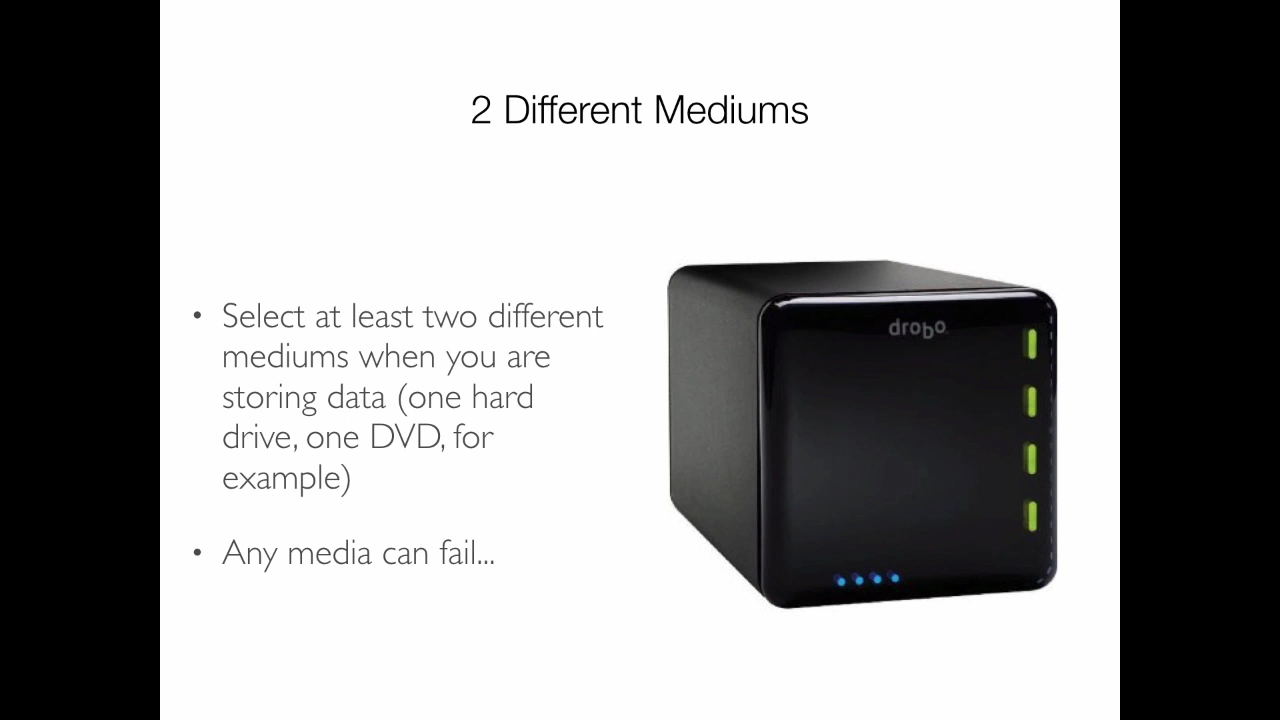 2 Different Mediums
• Select at least two different
mediums when you are
storing data (one hard
drive, one DVD, for
example)
• Any media can fail...
drobo